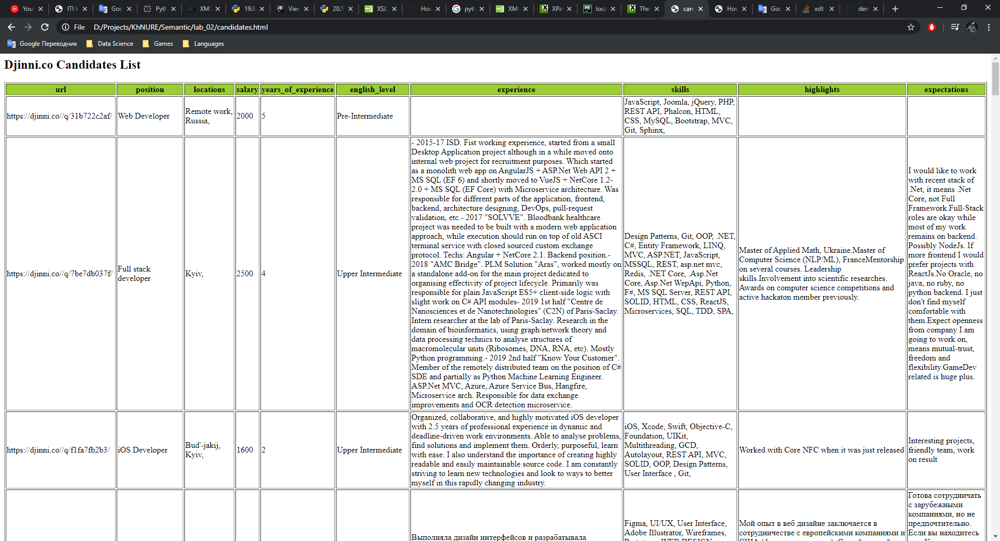 YouT
ITI le
Goc
Pyth
XML
19.8
View
20.5
XSL
How
pyth
XML
XPa
loca
The
can
How
Goc
xslt
den
File D:/Projects/KhNURE/Semantic/lab_02/candidates.html
Google Переводчик Data Science Games Languages
Djinni.co Candidates List
url position locations salary years_of_experience english_level experience skills highlights expectations
https://djinni.co//q/31b722c2af/
Web Developer
Remote work,
Russia,
2000
5
Pre-Intermediate
JavaScript, Joomla, jQuery, PHP,
REST API, Phalcon, HTML,
CSS, MySQL, Bootstrap, MVC,
Git, Sphinx,
https://djinni.co//q/7be7db037f/
Full stack
developer
Kyiv,
2500
4
Upper Intermediate
- 2015-17 ISD. Fist working experience, started from a small
Desktop Application project although in a while moved onto
internal web project for recruitment purposes. Which started
as a monolith web app on AngularJS + ASP.Net Web API 2 +
MS SQL (EF 6) and shortly moved to VueJS + NetCore 1.2-
2.0 + MS SQL (EF Core) with Microservice architecture. Was
responsible for different parts of the application, frontend,
backend, architecture designing, DevOps, pull-request
validation, etc.- 2017 "SOLVVE". Bloodbank healthcare
project was needed to be built with a modern web application
approach, while execution should run on top of old ASCI
terminal service with closed sourced custom exchange
protocol. Techs: Angular + NetCore 2.1. Backend position.-
2018 "AMC Bridge". PLM Solution "Aras", worked mostly on
a standalone add-on for the main project dedicated to
organising effectivity of project lifecycle. Primarily was
responsible for plain JavaScript ES5+ client-side logic with
slight work on C# API modules- 2019 1st half "Centre de
Nanosciences et de Nanotechnologies" (C2N) of Paris-Saclay.
Intern researcher at the lab of Paris-Saclay. Research in the
domain of bioinformatics, using graph/network theory and
data processing technics to analyse structures of
macromolecular units (Ribosomes, DNA, RNA, etc). Mostly
Python programming.- 2019 2nd half "Know Your Customer".
Member of the remotely distributed team on the position of C#
SDE and partially as Python Machine Learning Engineer.
ASP.Net MVC, Azure, Azure Service Bus, Hangfire,
Microservice arch. Responsible for data exchange
improvements and OCR detection microservice.
Design Patterns, Git, OOP, .NET,
C#, Entity Framework, LINQ,
MVC, ASP.NET, JavaScript,
MSSQL, REST, asp.net mvc,
Redis, .NET Core, .Asp.Net
Core, Asp.Net WepApi, Python,
F#, MS SQL Server, REST API,
SOLID, HTML, CSS, ReactJS,
Microservices, SQL, TDD, SPA,
Master of Applied Math, Ukraine.Master of
Computer Science (NLP/ML), FranceMentorship
on several courses. Leadership
skills.Involvement into scientific researches.
Awards on computer science competitions and
active hackaton member previously.
I would like to work
with recent stack of
.Net, it means .Net
Core, not Full
Framework.Full-Stack
roles are okay while
most of my work
remains on backend.
Possibly NodeJs. If
more frontend I would
prefer projects with
ReactJs.No Oracle, no
java, no ruby, no
python backend. I just
don't find myself
comfortable with
them.Expect openness
from company I am
going to work on,
means mutual-trust,
freedom and
flexibility.GameDev
related is huge plus.
https://djinni.co//q/f1fa7fb2b3/
iOS Developer
Bud'-jakij,
Kyiv,
1600
2
Upper Intermediate
Organized, collaborative, and highly motivated iOS developer
with 2.5 years of professional experience in dynamic and
deadline-driven work environments. Able to analyse problems,
find solutions and implement them. Orderly, purposeful, learn
with ease. I also understand the importance of creating highly
readable and easily maintainable source code. I am constantly
striving to learn new technologies and look to ways to better
myself in this rapidly changing industry.
iOS, Xcode, Swift, Objective-C,
Foundation, UIKit,
Multithreading, GCD,
Autolayout, REST API, MVC,
SOLID, OOP, Design Patterns,
User Interface , Git,
Worked with Core NFC when it was just released
Interesting projects,
friendly team, work
on result
Выполняла дизайн интерфейсов и разрабатывала
Figma, UI/UX, User Interface,
Adobe Illustrator, Wireframes,
Мой опыт в веб дизайне заключается в
сотрудничестве с европейскими компаниями и
Готова сотрудничать
с зарубежными
компаниями, но не
предпочтительно.
Если вы находитесь